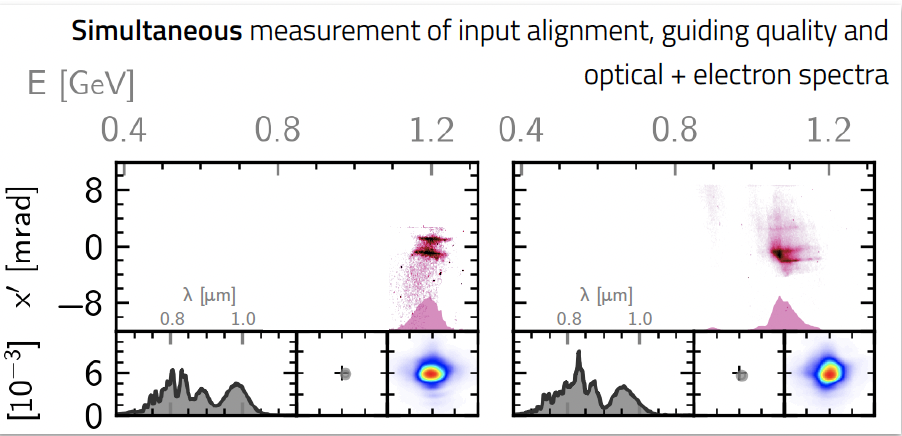 Simultaneous measurement of input alignment, guiding quality and
optical + electron spectra
E [GeV]
0.4 0.8 1.2 0.4 0.8 1.2
x′ [mrad]
8
0
−8
λ [μm]
0.8 1.0
λ [μm]
0.8 1.0
[10⁻³]
6
0